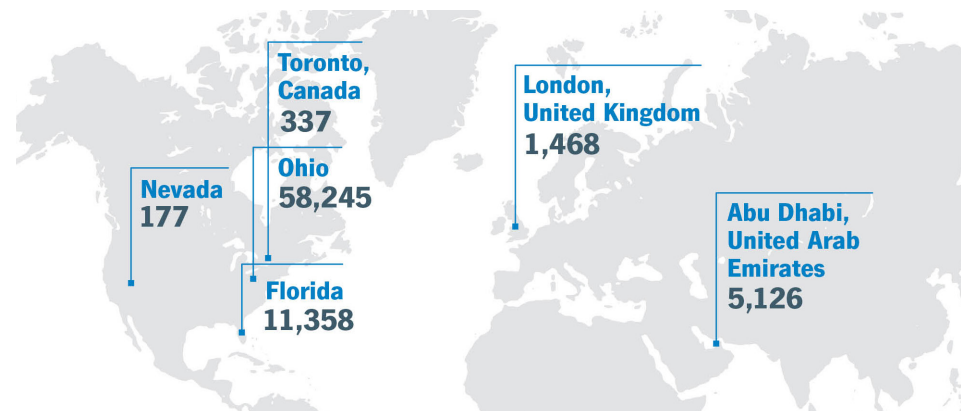 Toronto,
Canada
337
London,
United Kingdom
1,468
Ohio
58,245
Nevada
177
Abu Dhabi,
United Arab
Emirates
5,126
Florida
11,358